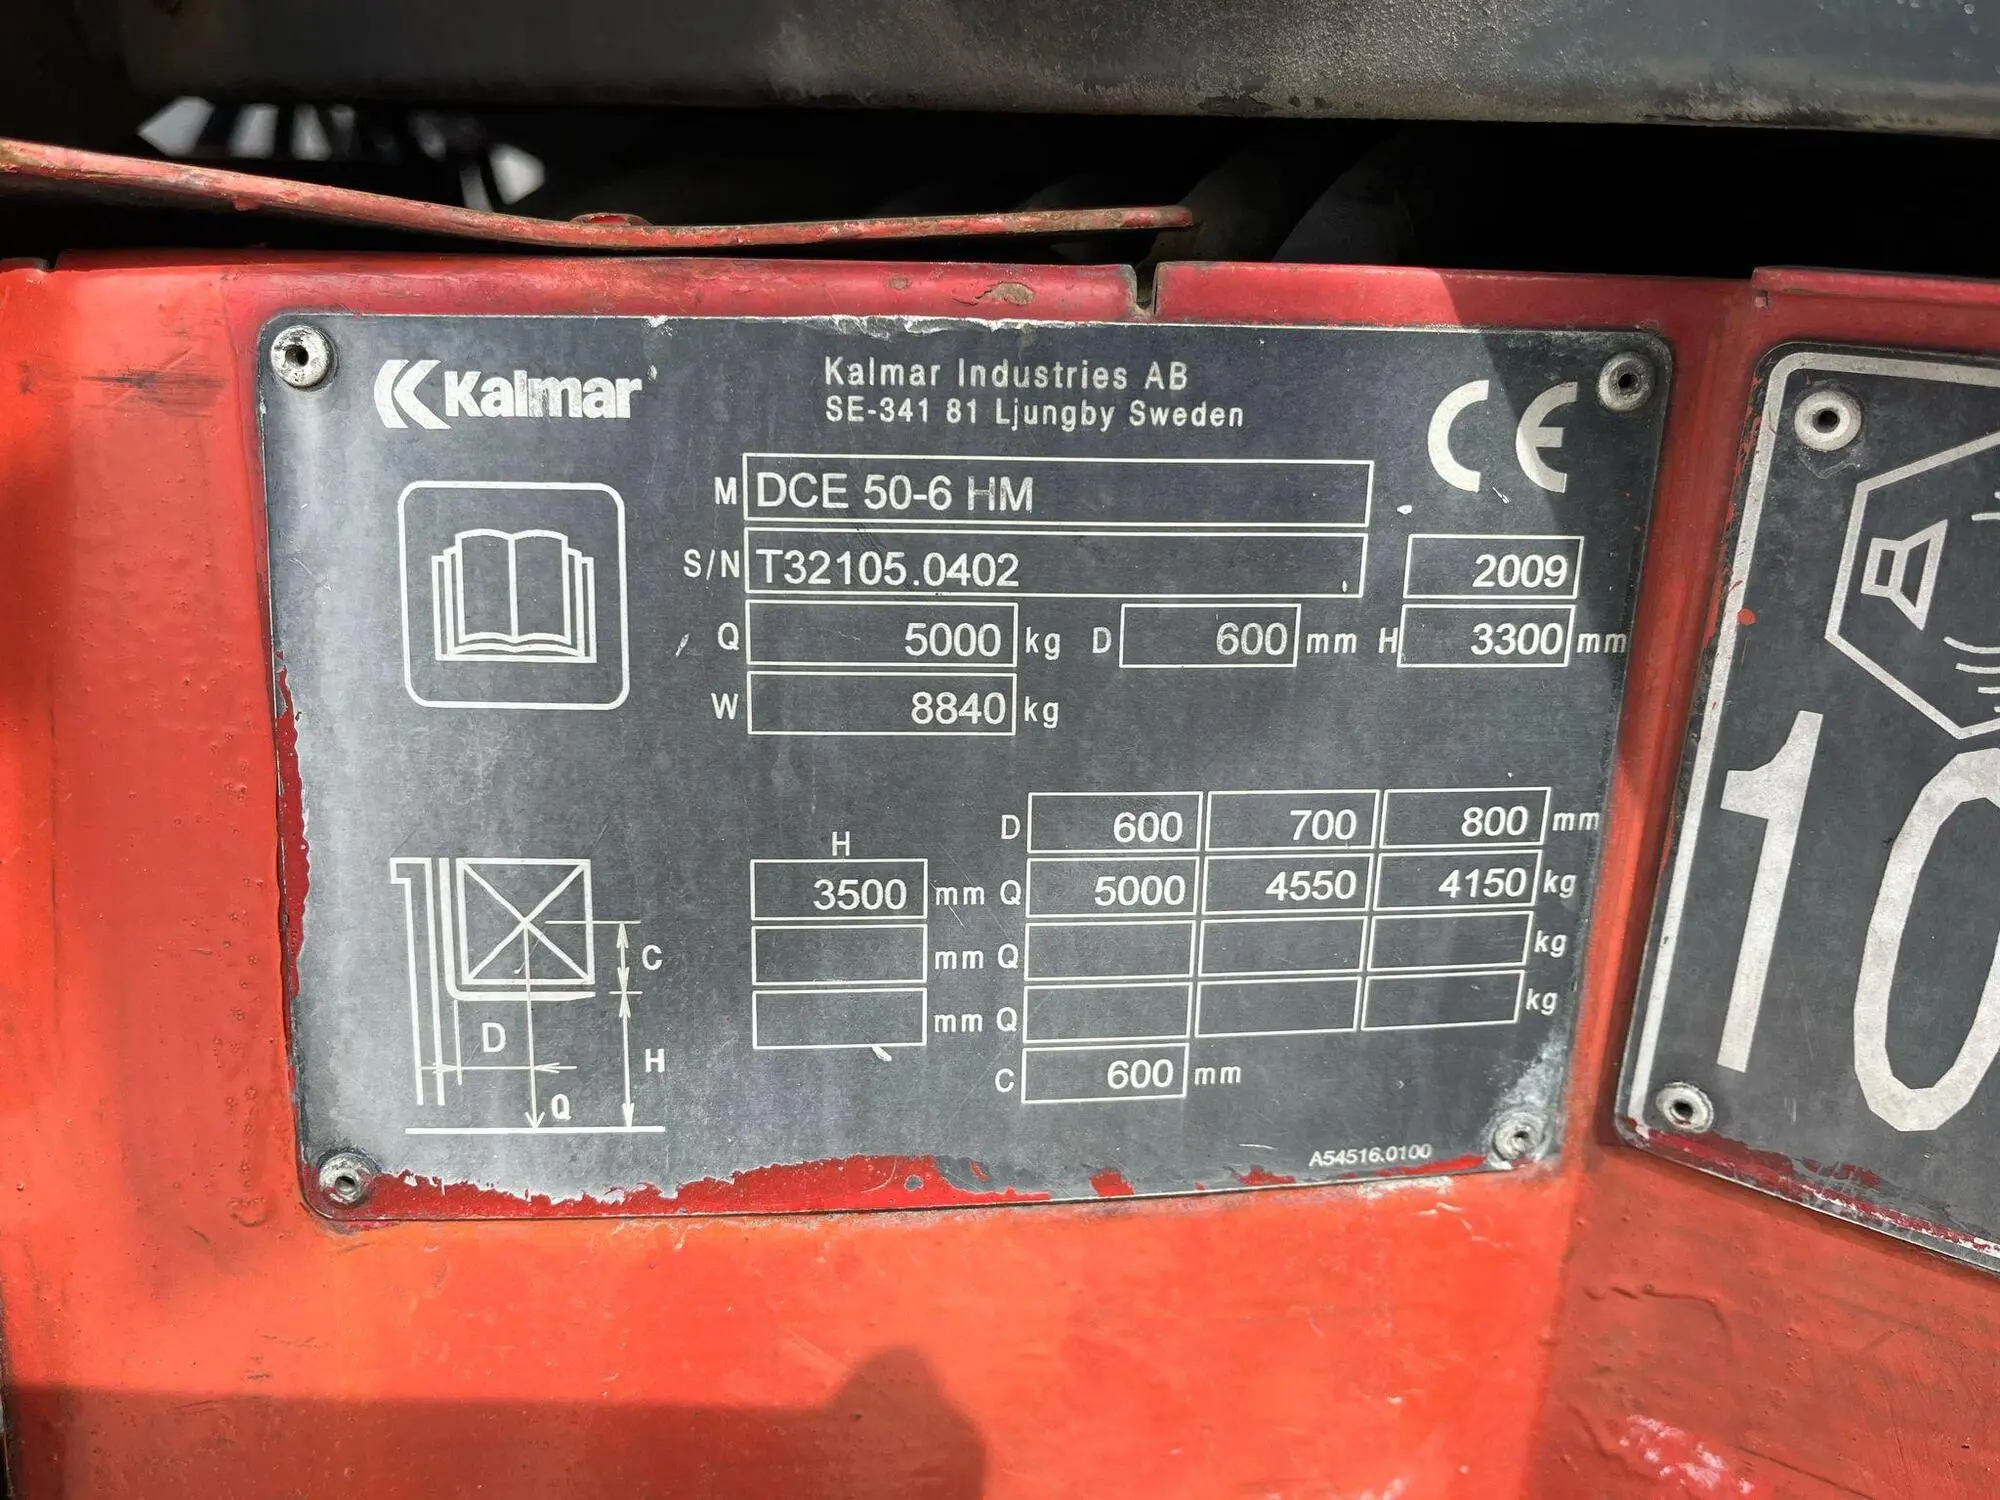 Kalmar
Kalmar Industries AB
SE-341 81 Ljungby Sweden
CE
M DCE 50-6 HM
S/N T32105.0402 2009
Q 5000 kg D 600 mm H 3300 mm
W 8840 kg
D 600 700 800 mm
H
3500 mm Q 5000 4550 4150 kg
mm Q kg
mm Q kg
C 600 mm
C
D
H
Q
A54516.0100
10